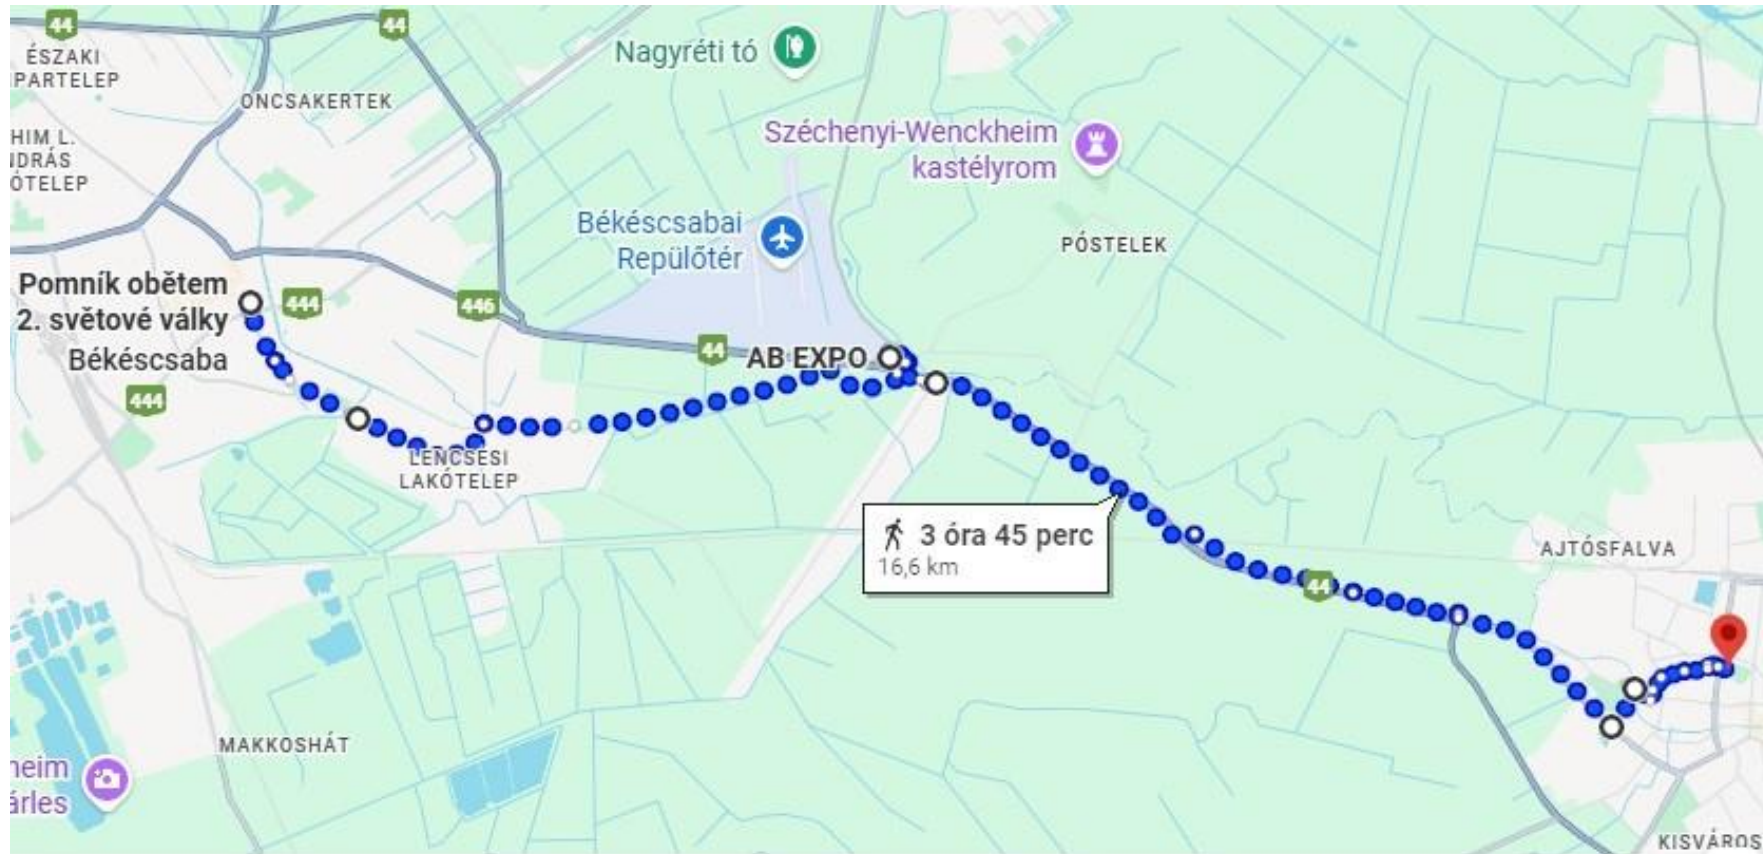 44
44
ÉSZAKI
PARTELEP
ONCSAKERTEK
Nagyréti tó
HIM L.
NDRÁS
ÓTELEP
Széchenyi-Wenckheim
kastélyrom
Békéscsabai
Repülőtér
PÓSTELEK
Pomník obětem
2. světové války
Békéscsaba
444
446
44
AB EXPO
444
LENCSÉSI
LAKÓTELEP
3 óra 45 perc
16,6 km
AJTÓSFALVA
44
MAKKOSHÁT
heim
árles
KISVÁROS